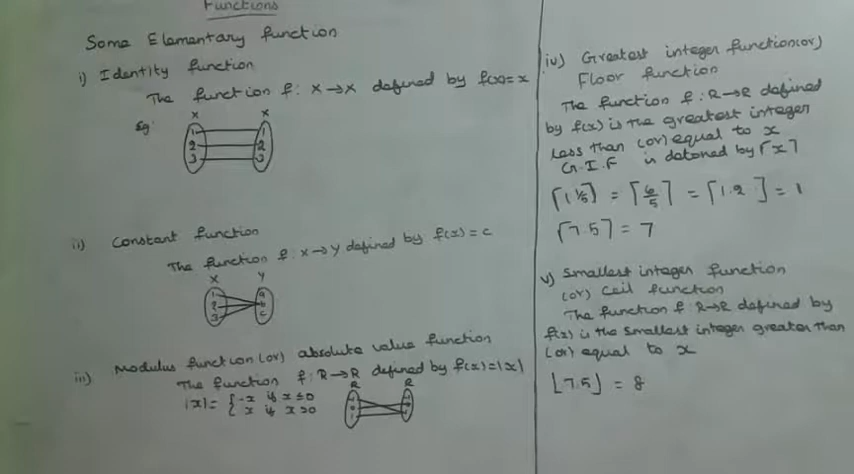 Functions
Some Elementary function
i) Identity function
The function f: X→X defined by f(x)=x
Eg:
X X
1 1
2 2
3 3
ii) Constant function
The function f: X→Y defined by f(x)=c
X Y
1 a
2 b
3 c
iii) Modulus function (or) absolute value function
The function f: R→R defined by f(x)=|x|
|x|= { -x if x≤0
x if x>0
R R
iv) Greatest integer function (or)
Floor function
The function f: R→R defined
by f(x) is the greatest integer
less than (or) equal to x
G.I.F is datoned by ⌈x⌉
⌈1 1/5⌉ = ⌈6/5⌉ = ⌈1.2⌉ = 1
⌈7.5⌉ = 7
v) Smallest integer function
(or) ceil function
The function f: R→R defined by
f(x) is the smallest integer greater than
(or) equal to x
⌊7.5⌋ = 8